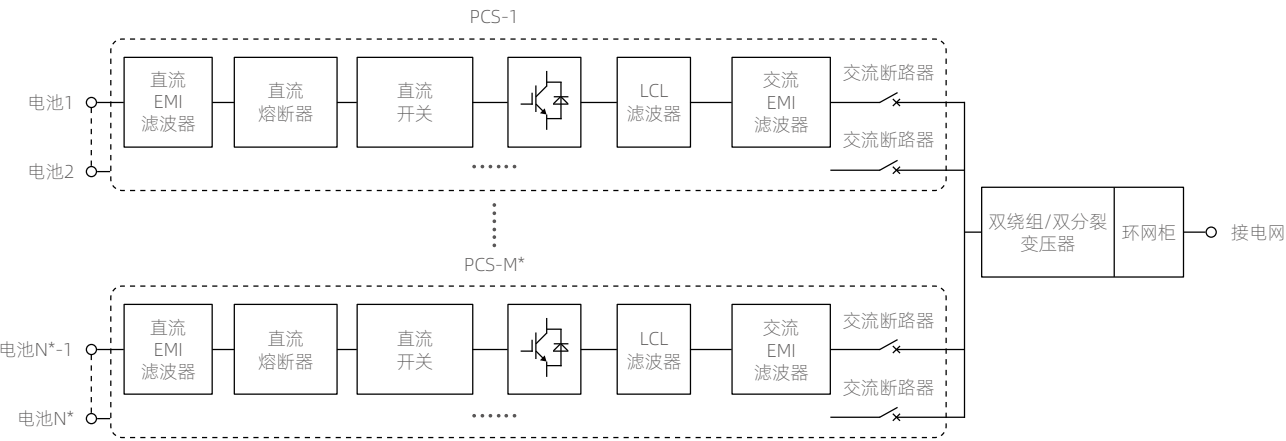 PCS-1
电池1
直流
EMI
滤波器
直流
熔断器
直流
开关
LCL
滤波器
交流
EMI
滤波器
交流断路器
交流断路器
电池2
双绕组/双分裂
变压器
环网柜
接电网
PCS-M*
电池N*-1
直流
EMI
滤波器
直流
熔断器
直流
开关
LCL
滤波器
交流
EMI
滤波器
交流断路器
交流断路器
电池N*